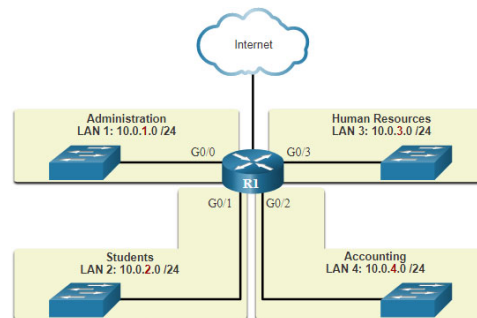 Internet
Administration
LAN 1: 10.0.1.0 /24
Human Resources
LAN 3: 10.0.3.0 /24
G0/0
G0/3
R1
G0/1
G0/2
Students
LAN 2: 10.0.2.0 /24
Accounting
LAN 4: 10.0.4.0 /24